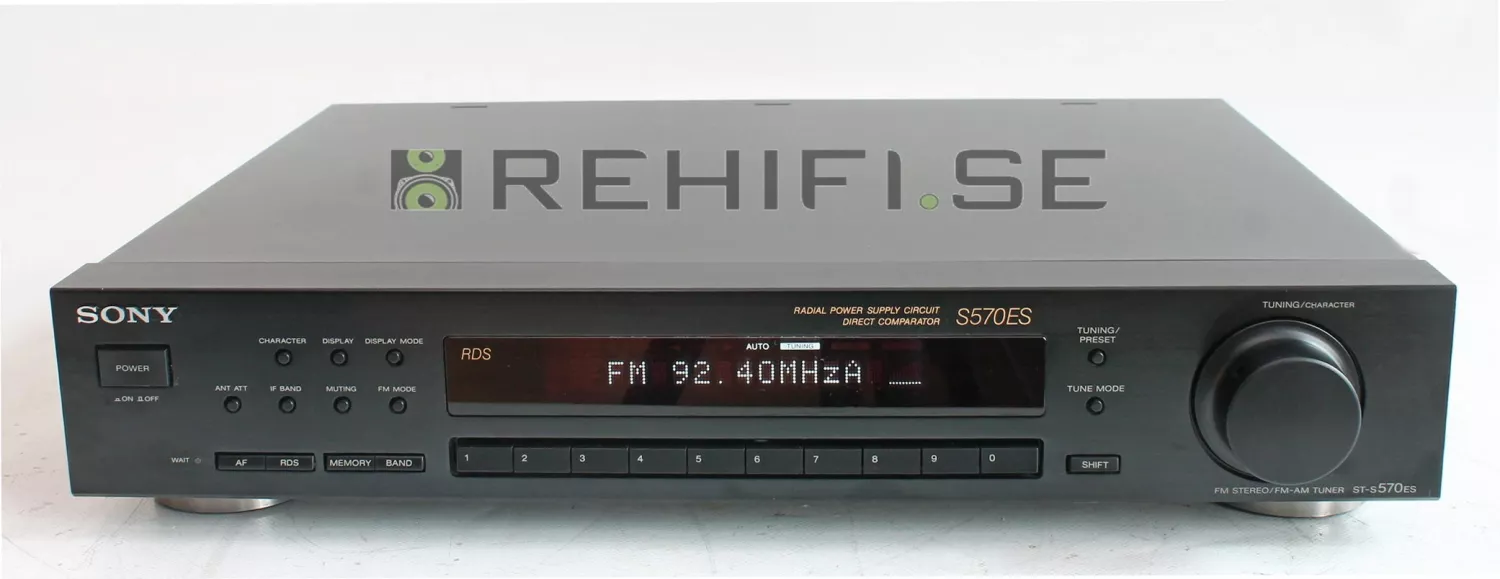 REHIFI.SE
SONY
RADIAL POWER SUPPLY CIRCUIT
DIRECT COMPARATOR
S570ES
TUNING/CHARACTER
POWER
ON OFF
CHARACTER DISPLAY DISPLAY MODE
ANT ATT IF BAND MUTING FM MODE
RDS
AUTO TUNING
FM 92.40MHzA
TUNING/
PRESET
TUNE MODE
WAIT
AF RDS MEMORY BAND
1 2 3 4 5 6 7 8 9 0
SHIFT
FM STEREO/FM-AM TUNER ST-S570ES